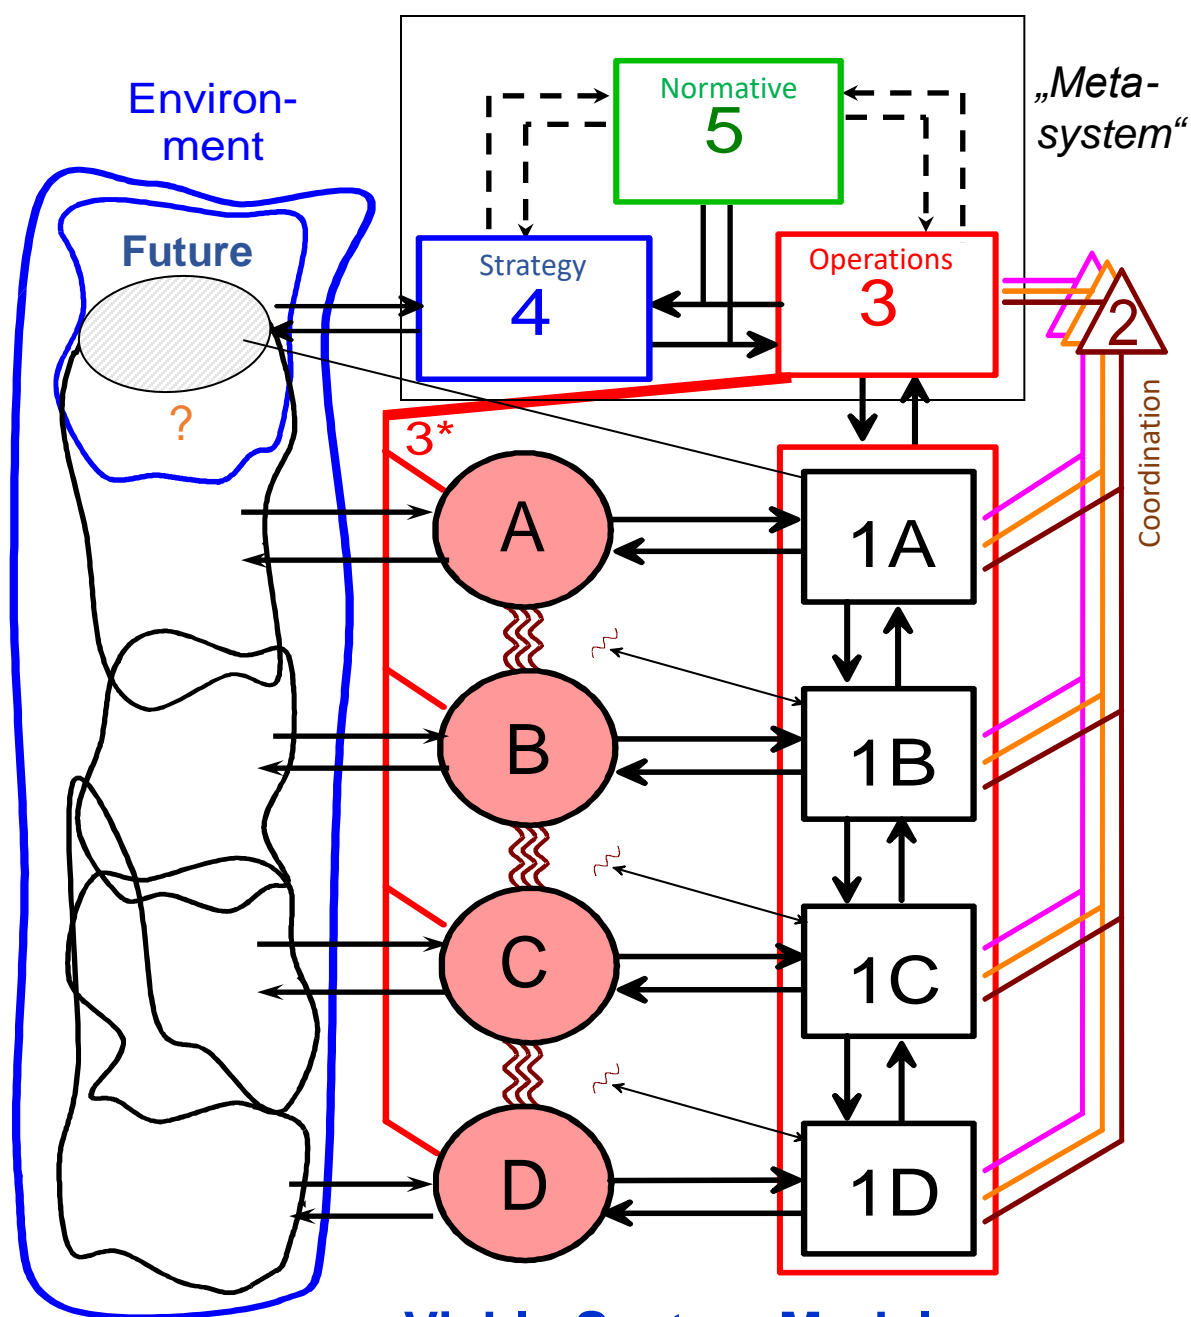 Environ-
ment
Normative
5
„Meta-
system“
Future
Strategy
4
Operations
3
2
?
3*
Coordination
A
1A
B
1B
C
1C
D
1D